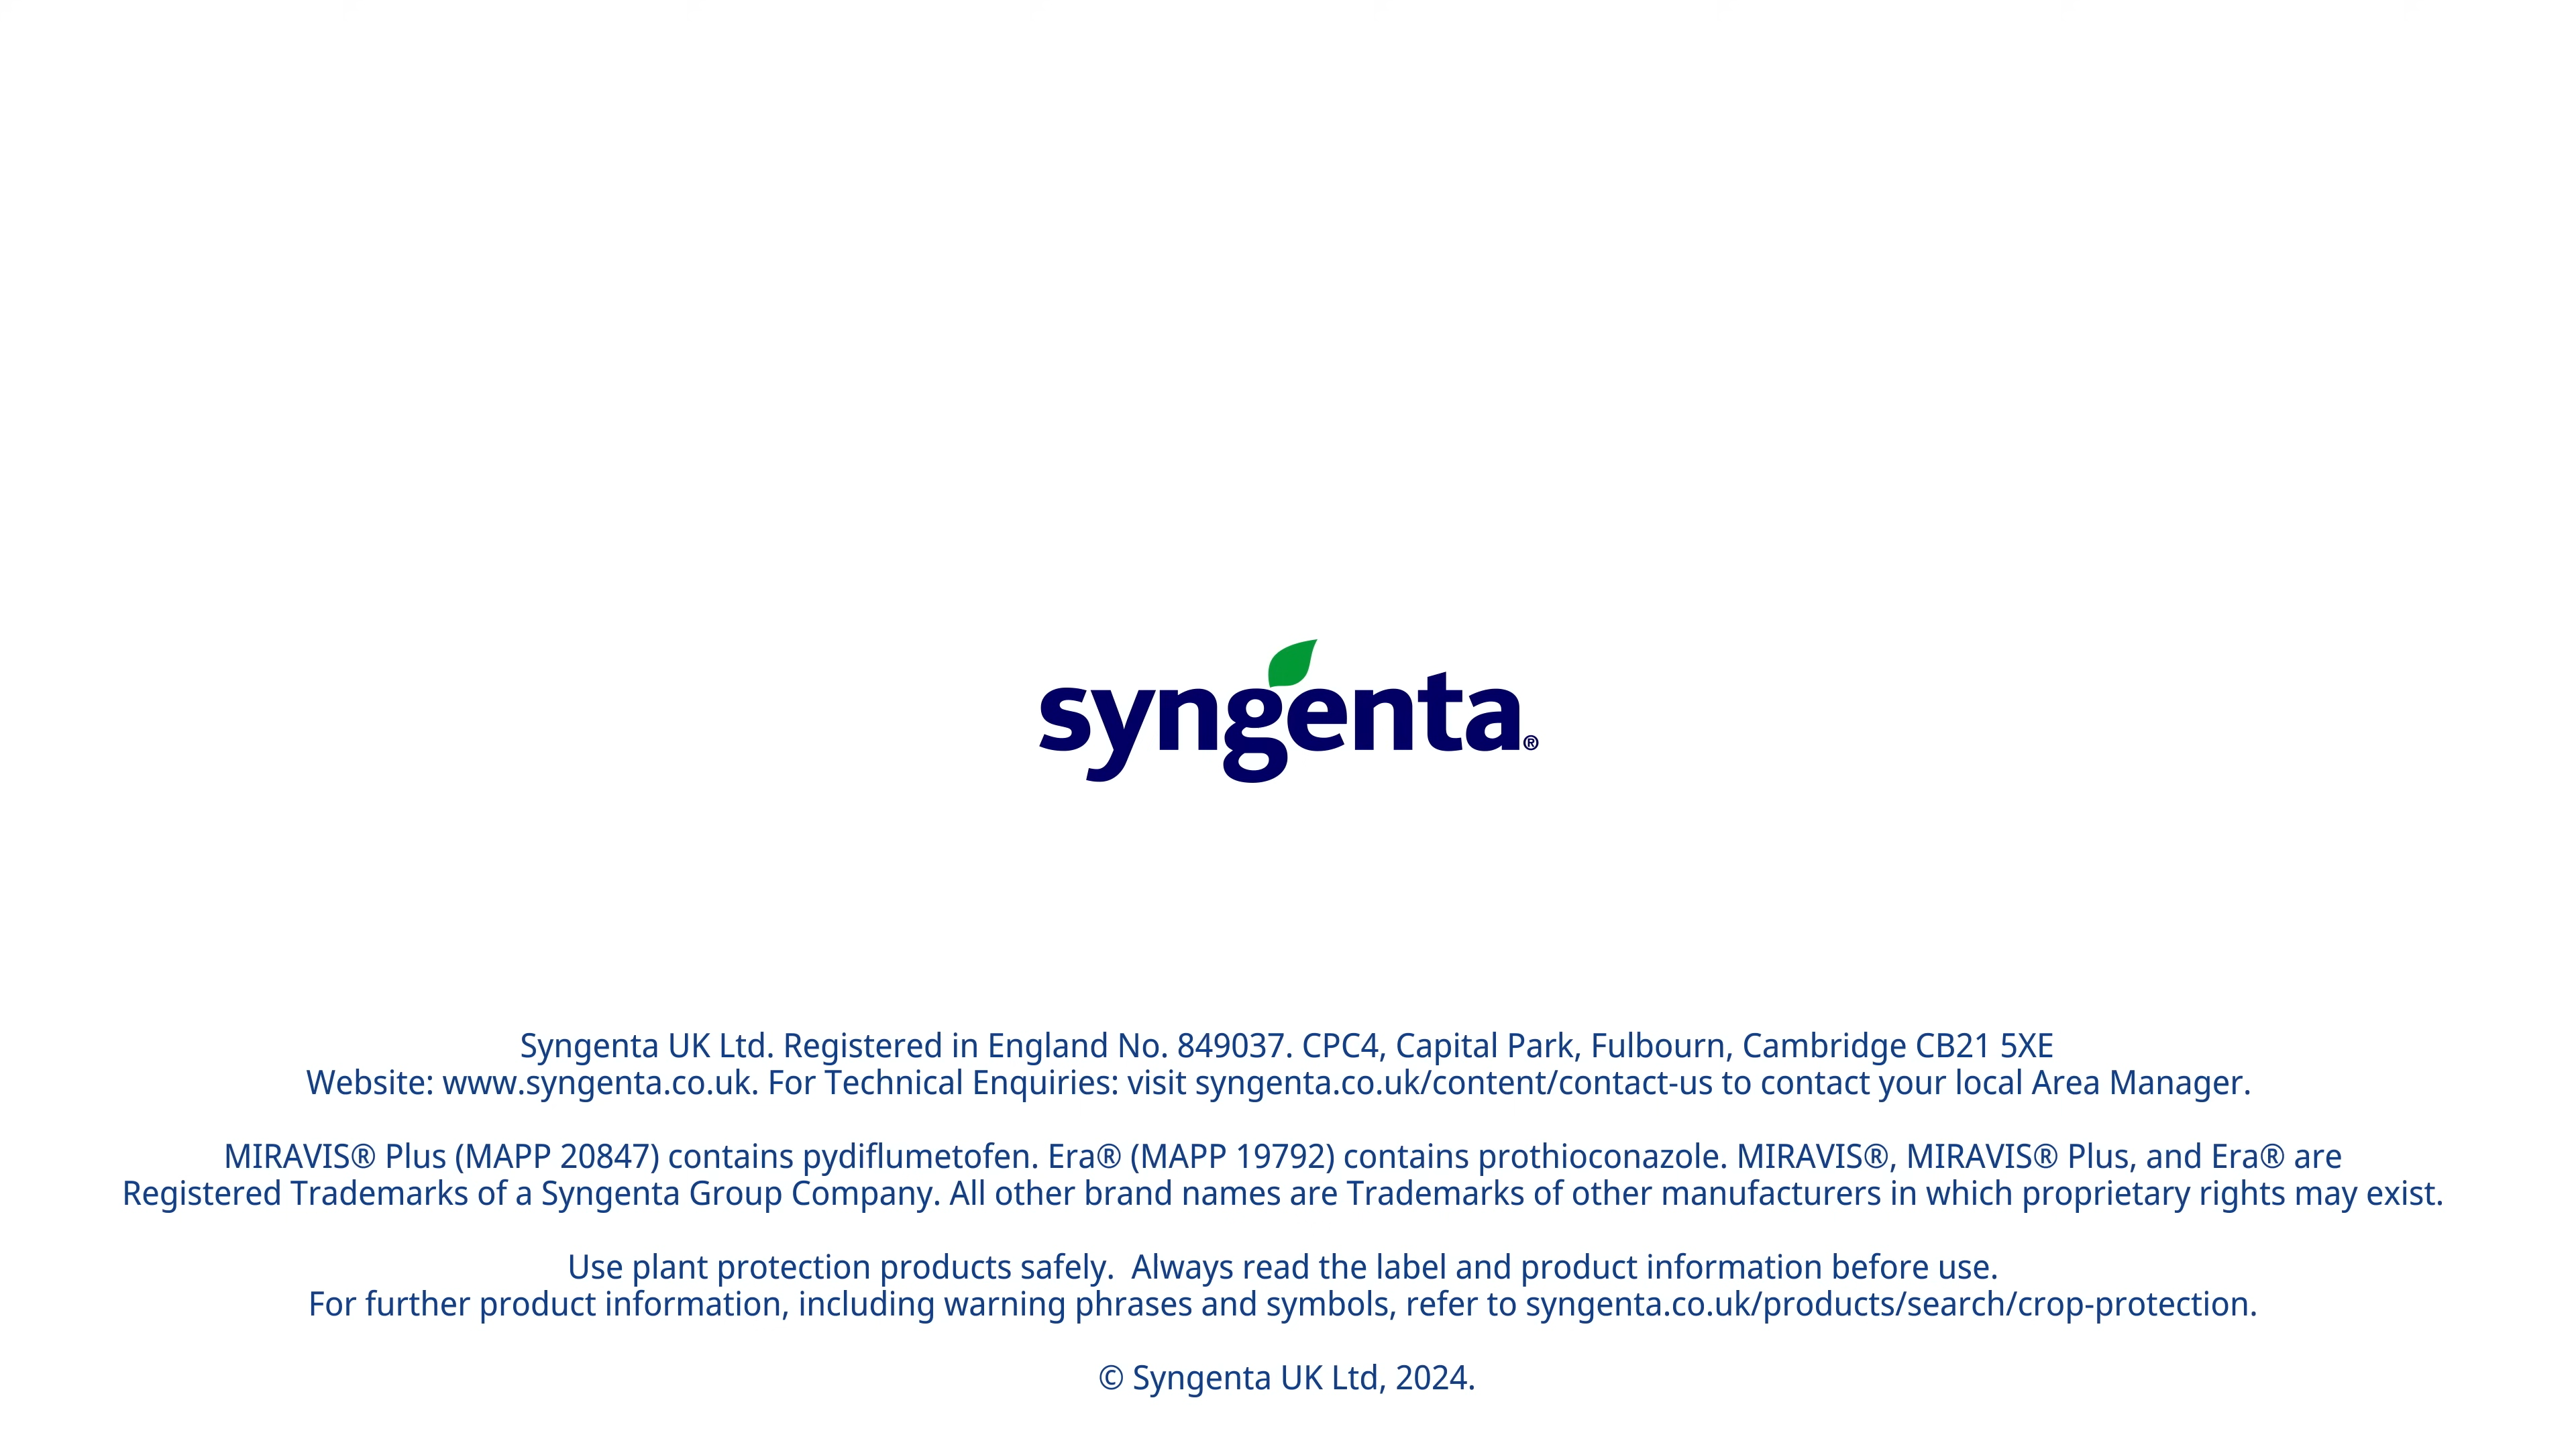 syngenta®
Syngenta UK Ltd. Registered in England No. 849037. CPC4, Capital Park, Fulbourn, Cambridge CB21 5XE
Website: www.syngenta.co.uk. For Technical Enquiries: visit syngenta.co.uk/content/contact-us to contact your local Area Manager.
MIRAVIS® Plus (MAPP 20847) contains pydiflumetofen. Era® (MAPP 19792) contains prothioconazole. MIRAVIS®, MIRAVIS® Plus, and Era® are
Registered Trademarks of a Syngenta Group Company. All other brand names are Trademarks of other manufacturers in which proprietary rights may exist.
Use plant protection products safely.  Always read the label and product information before use.
For further product information, including warning phrases and symbols, refer to syngenta.co.uk/products/search/crop-protection.
© Syngenta UK Ltd, 2024.